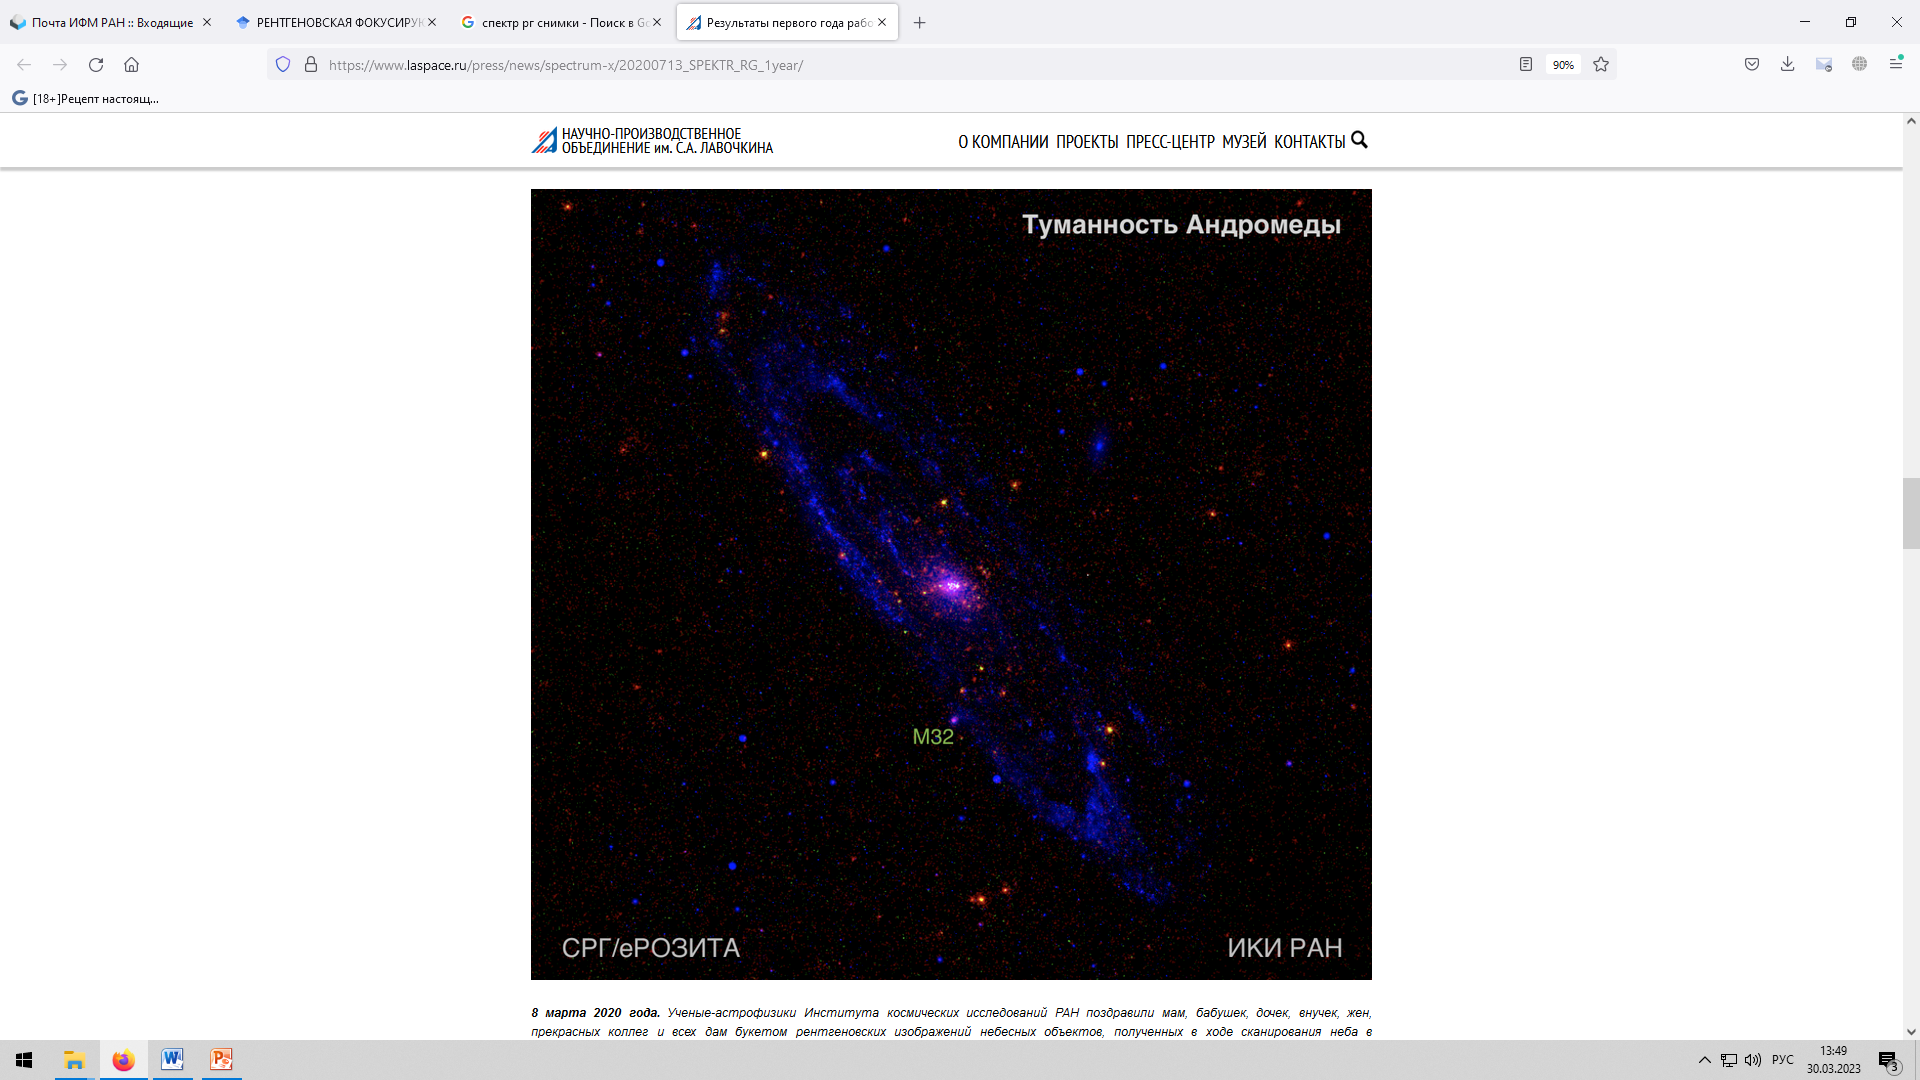 Почта ИФМ РАН :: Входящие
РЕНТГЕНОВСКАЯ ФОКУСИРУЮ
спектр рг снимки - Поиск в Go
Результаты первого года рабо
https://www.laspace.ru/press/news/spectrum-x/20200713_SPEKTR_RG_1year/
90%
[18+]Рецепт настоящ...
НАУЧНО-ПРОИЗВОДСТВЕННОЕ
ОБЪЕДИНЕНИЕ им. С.А. ЛАВОЧКИНА
О КОМПАНИИ ПРОЕКТЫ ПРЕСС-ЦЕНТР МУЗЕЙ КОНТАКТЫ
Туманность Андромеды
М32
СРГ/еРОЗИТА
ИКИ РАН
8 марта 2020 года. Ученые-астрофизики Института космических исследований РАН поздравили мам, бабушек, дочек, внучек, жен,
прекрасных коллег и всех дам букетом рентгеновских изображений небесных объектов, полученных в ходе сканирования неба в
РУС
13:49
30.03.2023
3